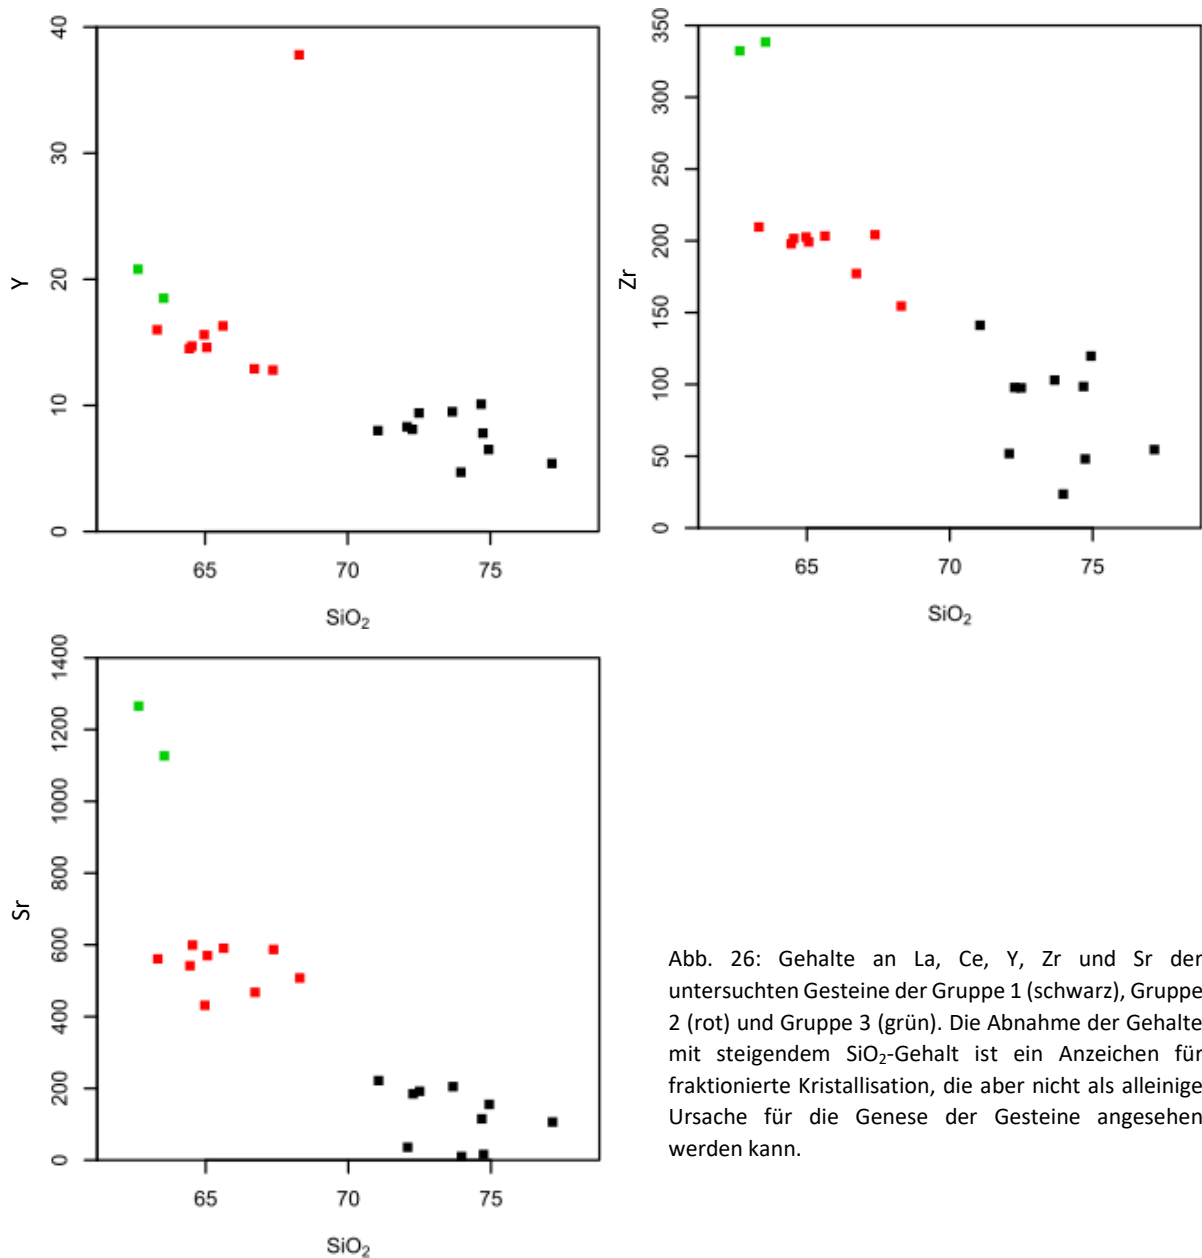 40
30
20
10
0
Y
65 70 75
SiO₂
350
300
250
200
150
100
50
0
Zr
65 70 75
SiO₂
1400
1200
1000
800
600
400
200
0
Sr
65 70 75
SiO₂
Abb. 26: Gehalte an La, Ce, Y, Zr und Sr der
untersuchten Gesteine der Gruppe 1 (schwarz), Gruppe
2 (rot) und Gruppe 3 (grün). Die Abnahme der Gehalte
mit steigendem SiO₂-Gehalt ist ein Anzeichen für
fraktionierte Kristallisation, die aber nicht als alleinige
Ursache für die Genese der Gesteine angesehen
werden kann.